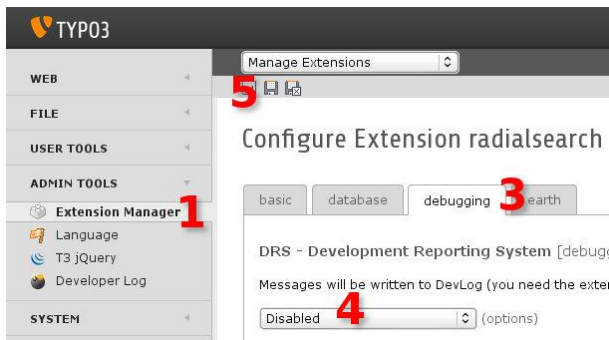 TYPO3
Manage Extensions
WEB
5
FILE
Configure Extension radialsearch
USER TOOLS
ADMIN TOOLS
basic database debugging 3 earth
Extension Manager 1
Language
DRS - Development Reporting System [debugg
T3 jQuery
Messages will be written to DevLog (you need the exter
Developer Log
4
SYSTEM
Disabled (options)